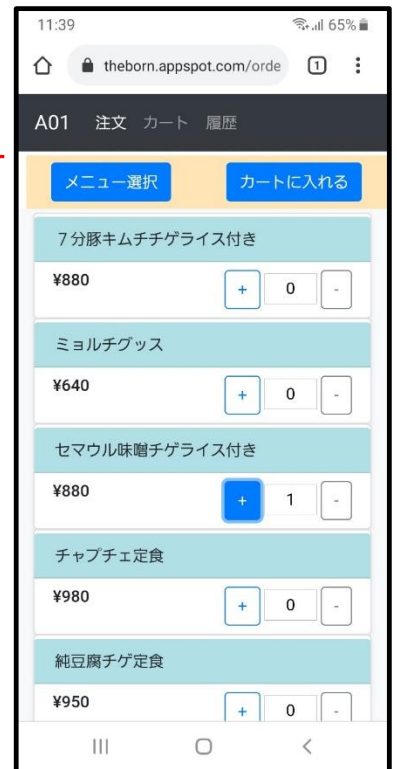 11:39 65%
theborn.appspot.com/orde 1
A01 注文 カート 履歴
メニュー選択 カートに入れる
7分豚キムチチゲライス付き
¥880 + 0 -
ミョルチグッス
¥640 + 0 -
セマウル味噌チゲライス付き
¥880 + 1 -
チャプチェ定食
¥980 + 0 -
純豆腐チゲ定食
¥950 + 0 -